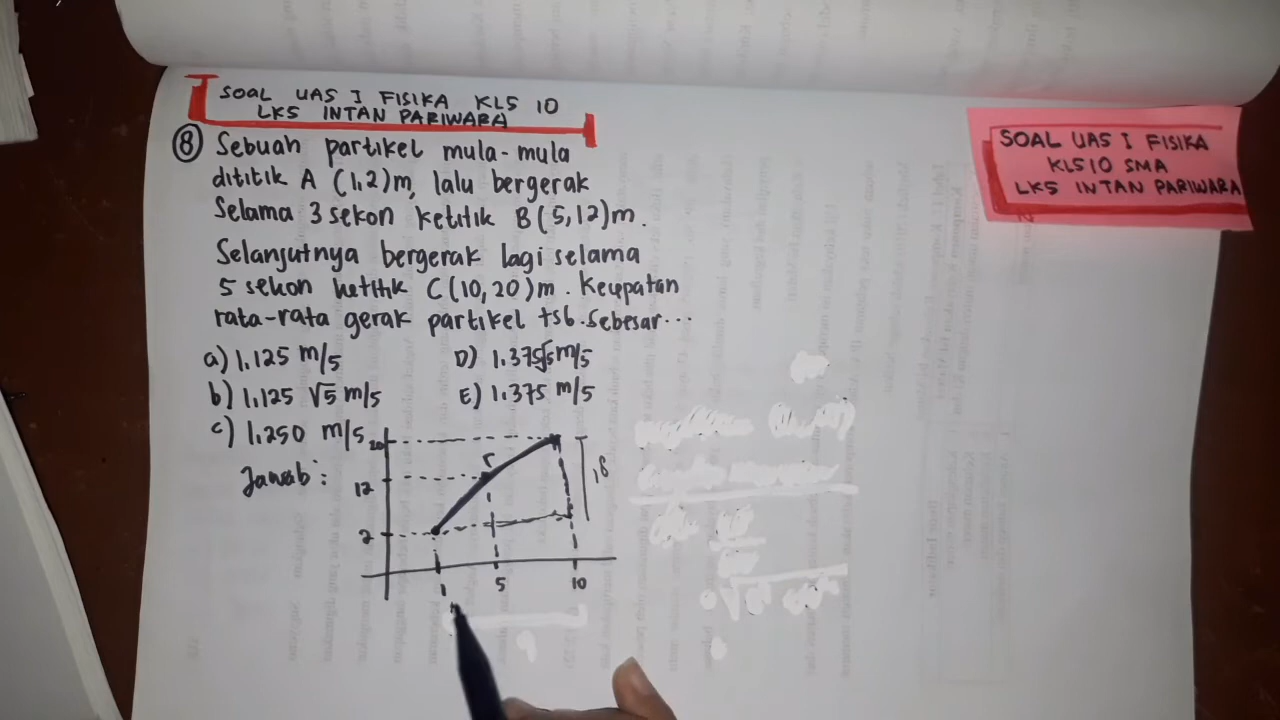 SOAL UAS I FISIKA KLS 10
LKS INTAN PARIWARA
8 Sebuah partikel mula-mula
dititik A (1,2)m, lalu bergerak
Selama 3 sekon ketitik B(5,12)m.
Selanjutnya bergerak lagi selama
5 sekon ketitik C(10,20)m. Kecepatan
rata-rata gerak partikel tsb. Sebesar...
a) 1.125 m/s
b) 1,125 √5 m/s
c) 1.250 m/s
D) 1.375√5 m/s
E) 1.375 m/s
Jawab :
20
12
2
1
5
10
18
r
SOAL UAS I FISIKA
KLS 10 SMA
LKS INTAN PARIWARA